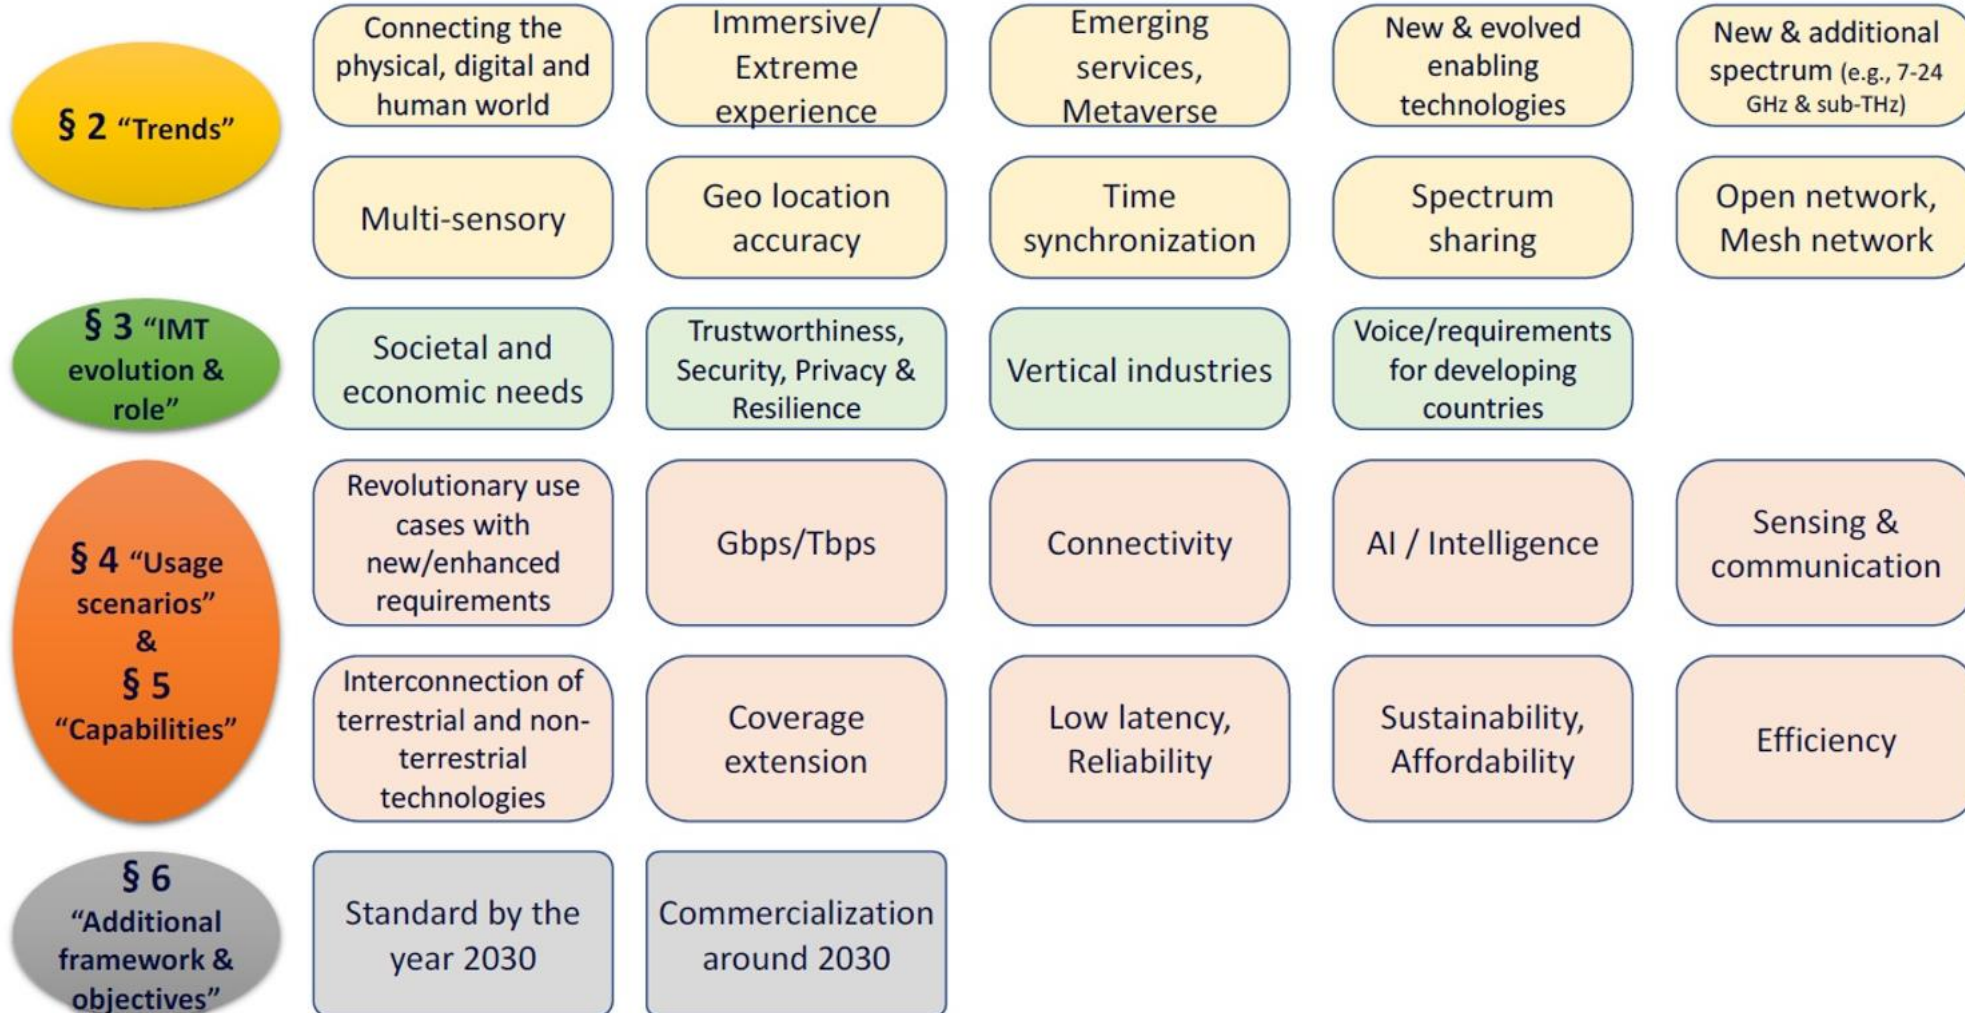 § 2 “Trends”
Connecting the
physical, digital and
human world
Immersive/
Extreme
experience
Emerging
services,
Metaverse
New & evolved
enabling
technologies
New & additional
spectrum (e.g., 7-24
GHz & sub-THz)
Multi-sensory
Geo location
accuracy
Time
synchronization
Spectrum
sharing
Open network,
Mesh network
§ 3 “IMT
evolution &
role”
Societal and
economic needs
Trustworthiness,
Security, Privacy &
Resilience
Vertical industries
Voice/requirements
for developing
countries
§ 4 “Usage
scenarios”
&
§ 5
“Capabilities”
Revolutionary use
cases with
new/enhanced
requirements
Gbps/Tbps
Connectivity
AI / Intelligence
Sensing &
communication
Interconnection of
terrestrial and non-
terrestrial
technologies
Coverage
extension
Low latency,
Reliability
Sustainability,
Affordability
Efficiency
§ 6
“Additional
framework &
objectives”
Standard by the
year 2030
Commercialization
around 2030